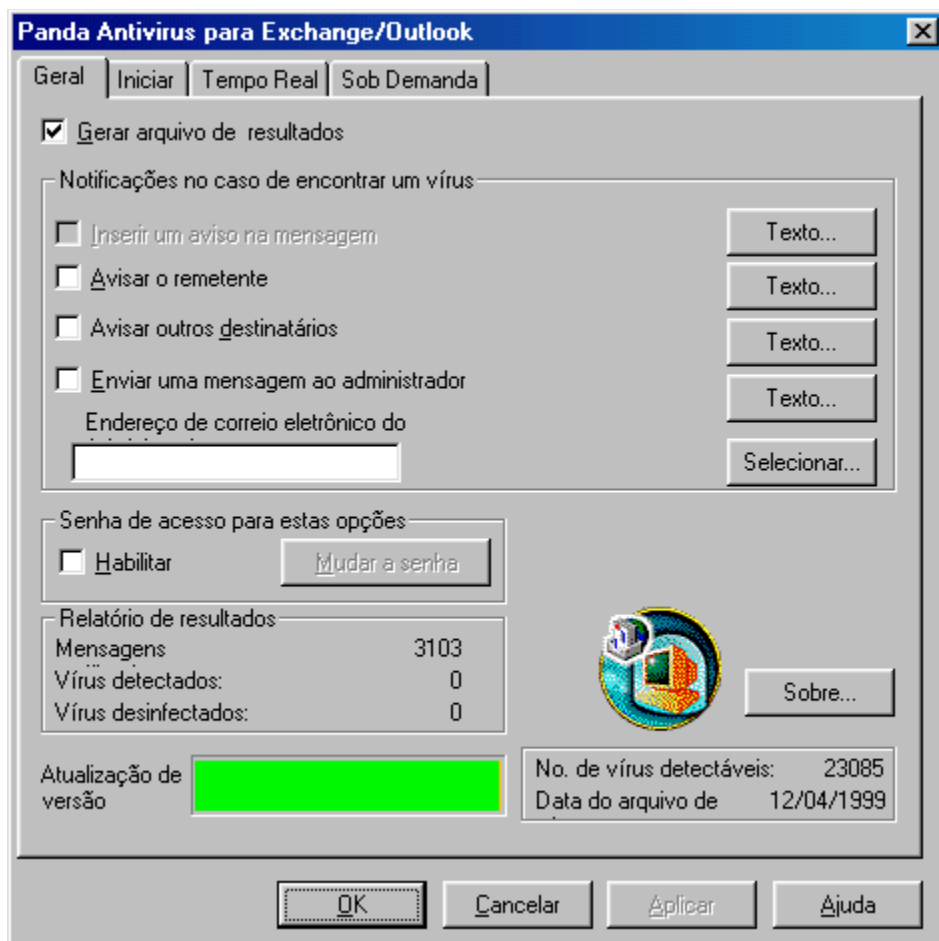 Panda Antivirus para Exchange/Outlook
Geral Iniciar Tempo Real Sob Demanda
Gerar arquivo de resultados
Notificações no caso de encontrar um vírus
Inserir um aviso na mensagem Texto...
Avisar o remetente Texto...
Avisar outros destinatários Texto...
Enviar uma mensagem ao administrador Texto...
Endereço de correio eletrônico do
Selecionar...
Senha de acesso para estas opções
Habilitar Mudar a senha
Relatório de resultados
Mensagens 3103
Vírus detectados: 0
Vírus desinfectados: 0
Sobre...
Atualização de
versão
No. de vírus detectáveis: 23085
Data do arquivo de 12/04/1999
OK Cancelar Aplicar Ajuda